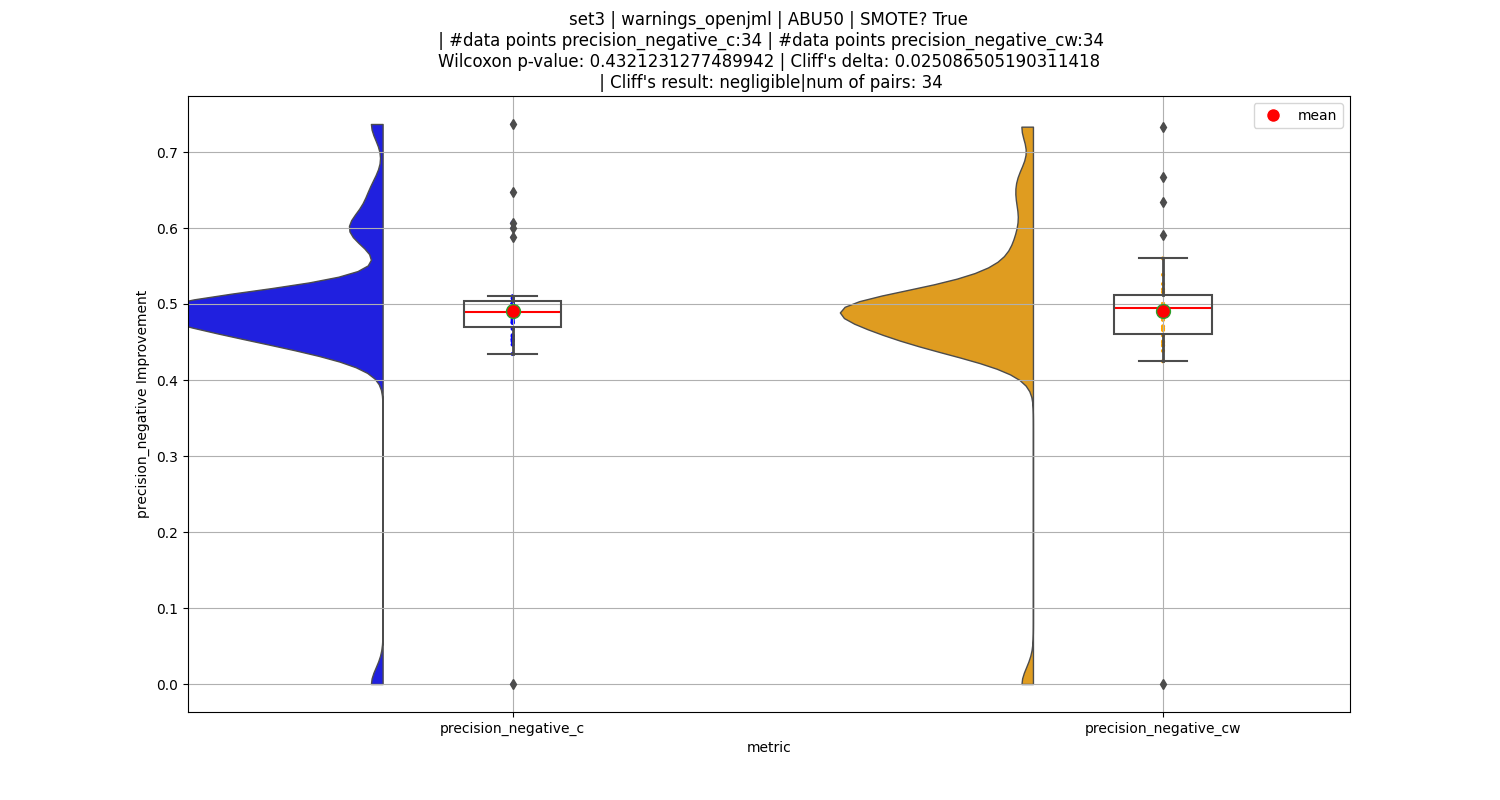 set3 | warnings_openjml | ABU50 | SMOTE? True
| #data points precision_negative_c:34 | #data points precision_negative_cw:34
Wilcoxon p-value: 0.4321231277489942 | Cliff's delta: 0.025086505190311418
| Cliff's result: negligible|num of pairs: 34
mean
0.7
0.6
0.5
0.4
0.3
0.2
0.1
0.0
precision_negative Improvement
precision_negative_c
precision_negative_cw
metric